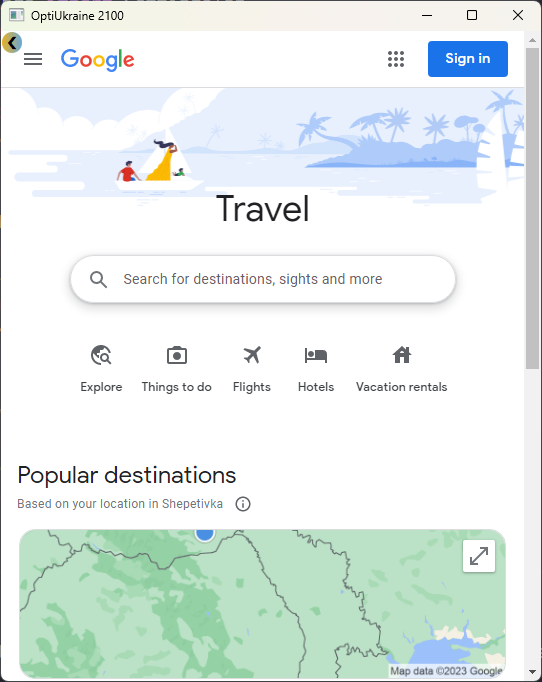 OptiUkraine 2100
Google
Sign in
Travel
Search for destinations, sights and more
Explore
Things to do
Flights
Hotels
Vacation rentals
Popular destinations
Based on your location in Shepetivka
Map data ©2023 Google